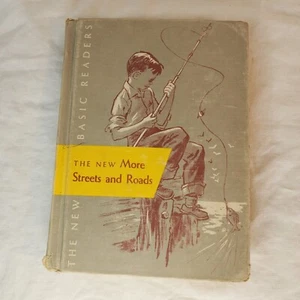 THE NEW BASIC READERS
THE NEW More
Streets and Roads